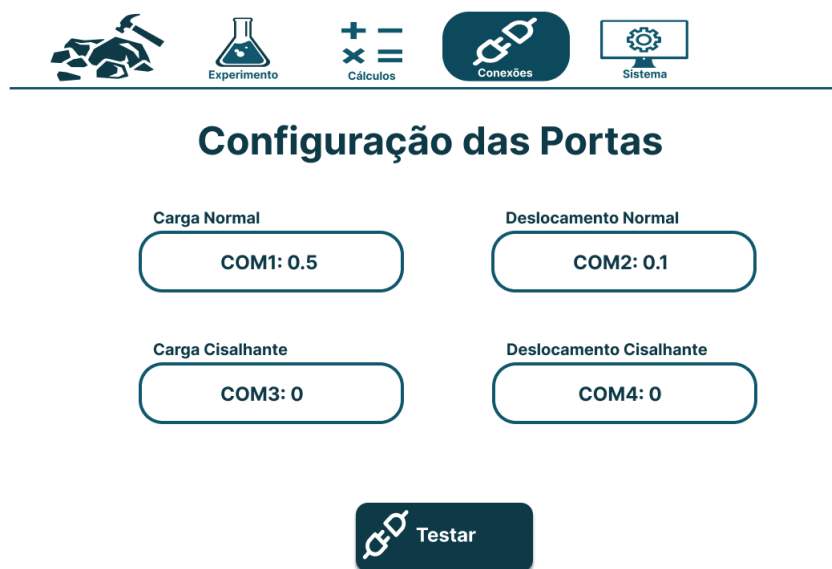 Experimento
Cálculos
Conexões
Sistema
Configuração das Portas
Carga Normal
Deslocamento Normal
COM1: 0.5
COM2: 0.1
Carga Cisalhante
Deslocamento Cisalhante
COM3: 0
COM4: 0
Testar